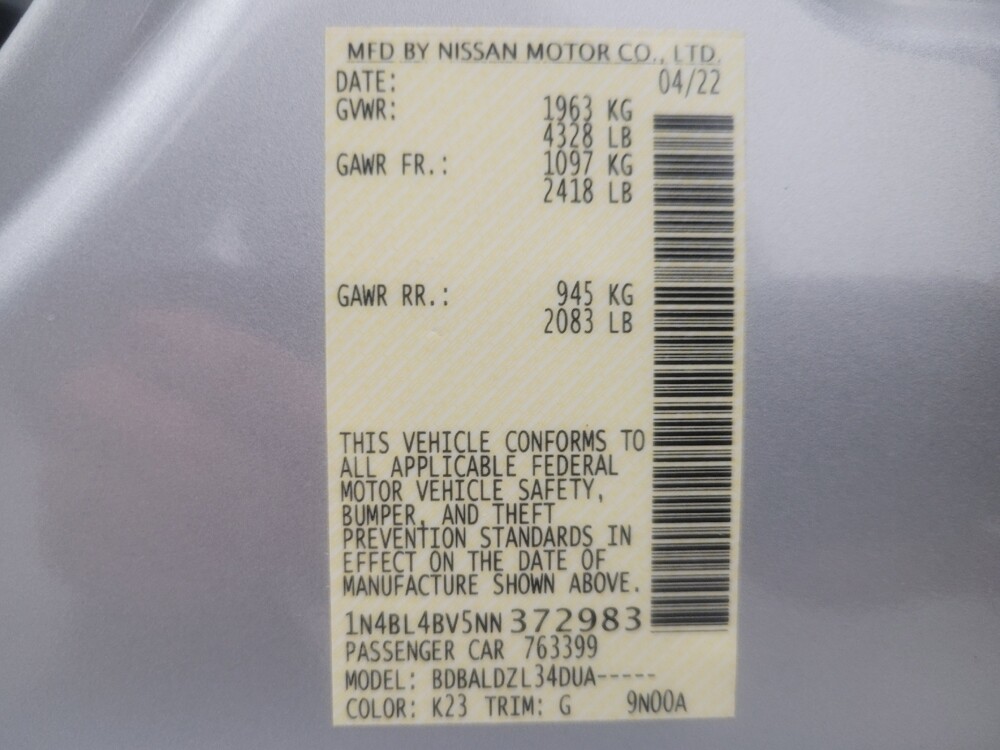 MFD BY NISSAN MOTOR CO., LTD.
DATE: 04/22
GVWR: 1963 KG
4328 LB
GAWR FR.: 1097 KG
2418 LB
GAWR RR.: 945 KG
2083 LB
THIS VEHICLE CONFORMS TO
ALL APPLICABLE FEDERAL
MOTOR VEHICLE SAFETY,
BUMPER, AND THEFT
PREVENTION STANDARDS IN
EFFECT ON THE DATE OF
MANUFACTURE SHOWN ABOVE.
1N4BL4BV5NN372983
PASSENGER CAR 763399
MODEL: BDBALDZL34DUA-----
COLOR: K23 TRIM: G 9N00A